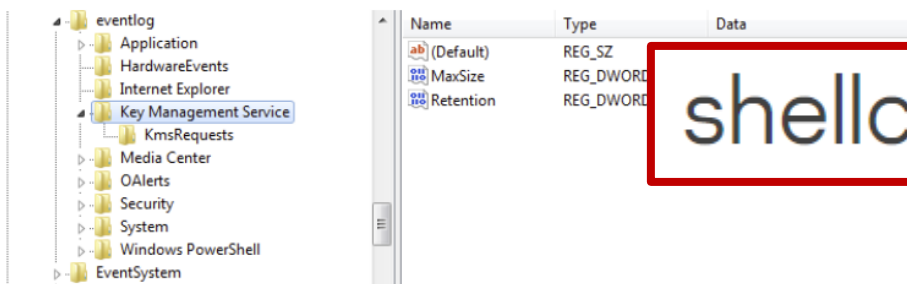 eventlog
Application
HardwareEvents
Internet Explorer
Key Management Service
KmsRequests
Media Center
OAlerts
Security
System
Windows PowerShell
EventSystem
Name Type Data
(Default) REG_SZ
MaxSize REG_DWORD
Retention REG_DWORD